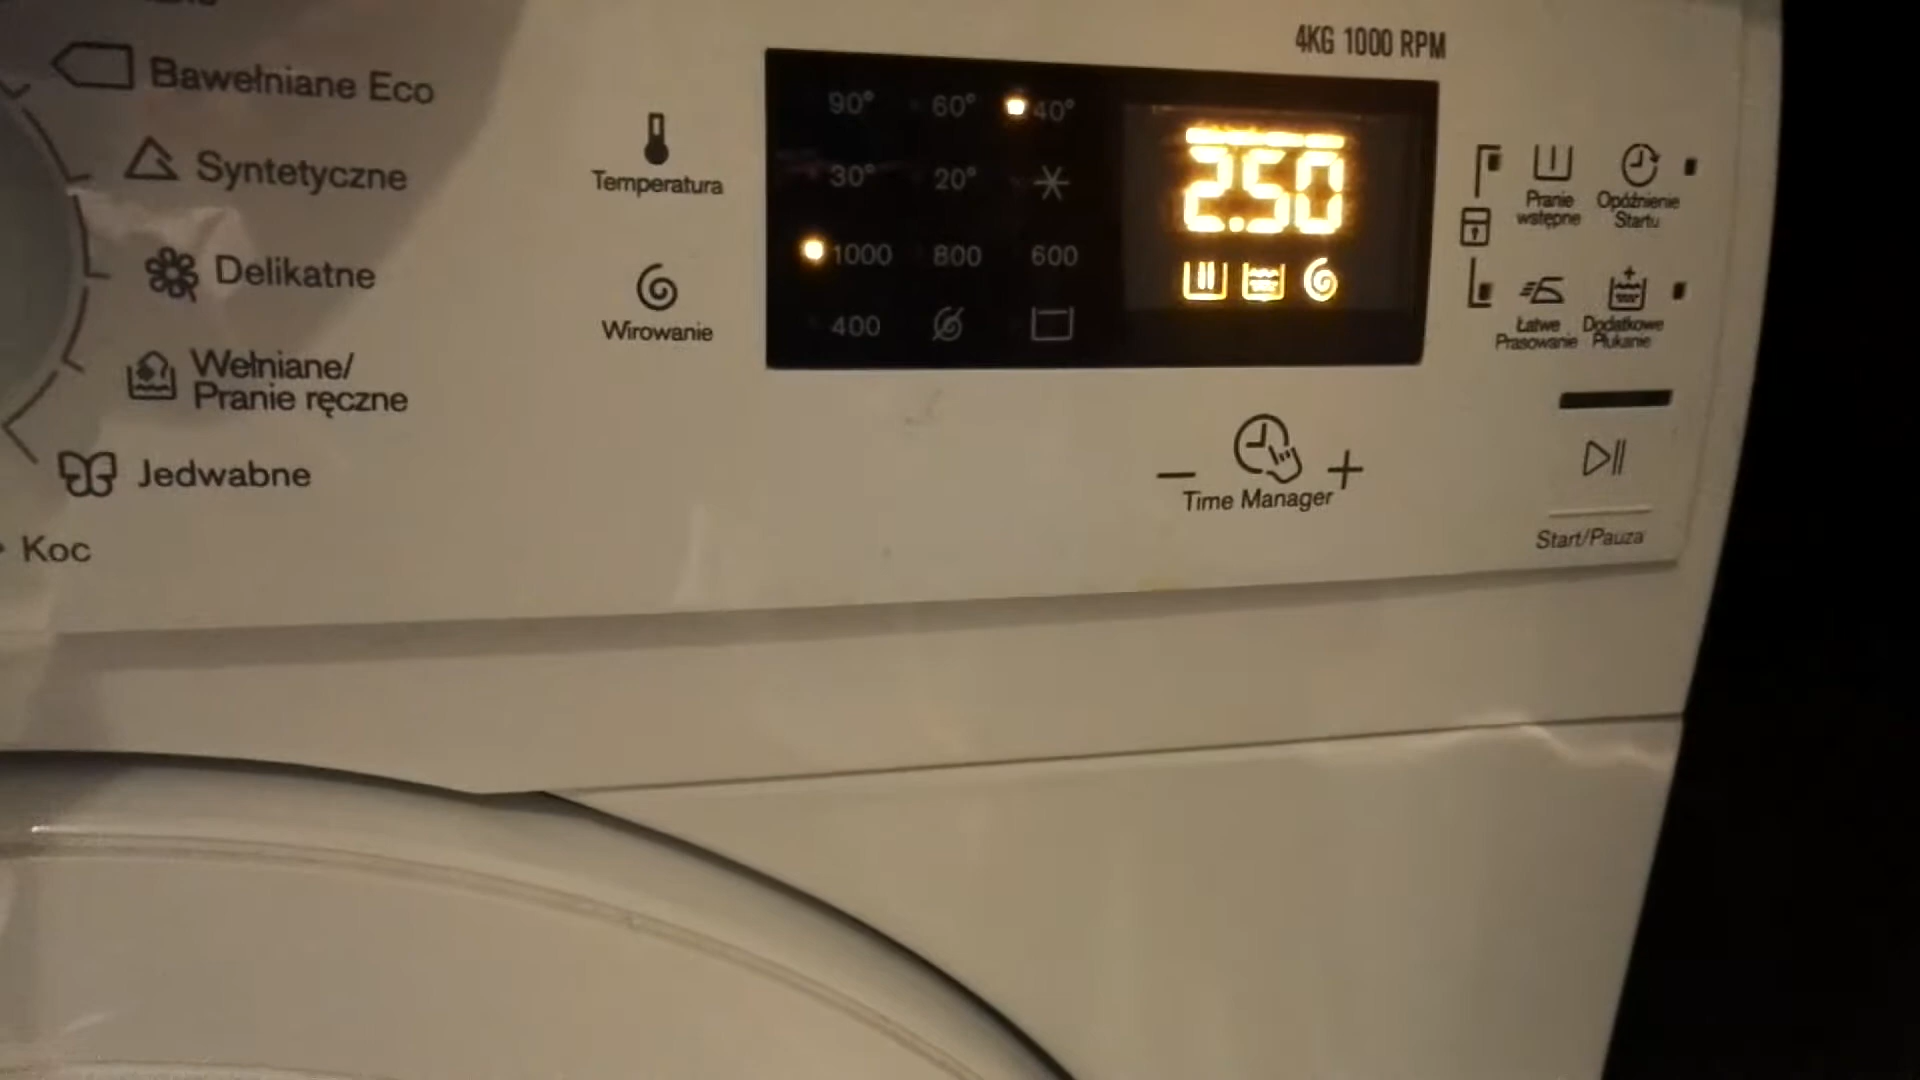 4KG 1000 RPM
Bawełniane Eco
Syntetyczne
Delikatne
Wełniane/
Pranie ręczne
Jedwabne
Koc
Temperatura
Wirowanie
90° 60° 40°
30° 20°
1000 800 600
400
2.50
Pranie
wstępne
Opóźnienie
Startu
Łatwe
Prasowanie
Dodatkowe
Płukanie
Time Manager
Start/Pauza